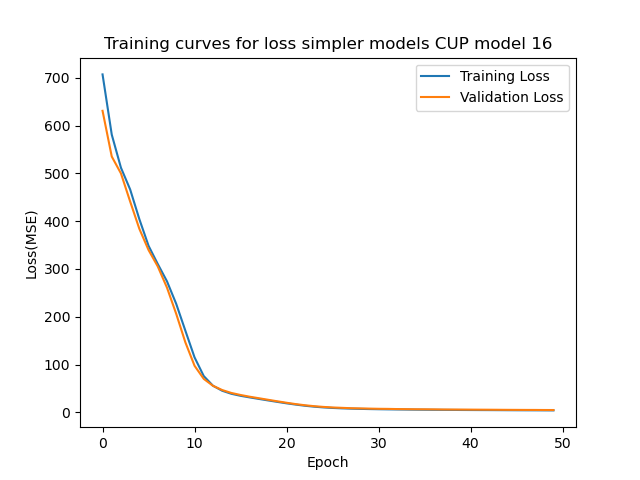 Training curves for loss simpler models CUP model 16
700
600
500
400
300
200
100
0
Loss(MSE)
Training Loss
Validation Loss
0 10 20 30 40 50
Epoch